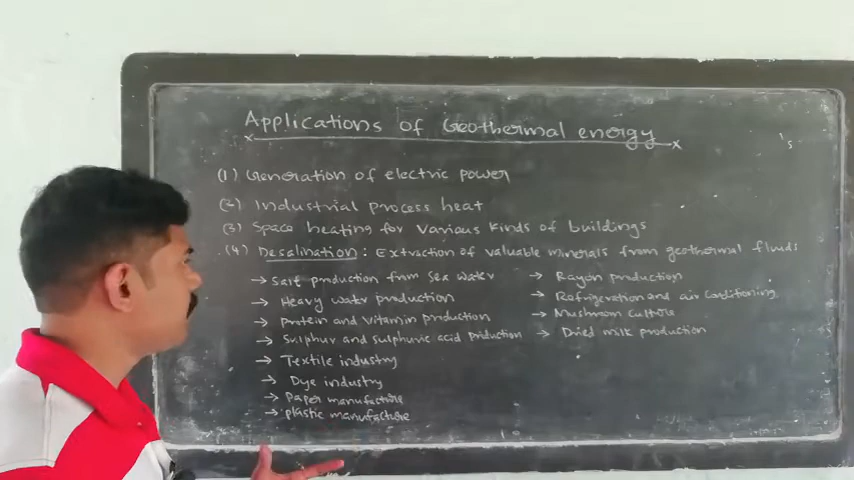 Applications of Geothermal energy
(1) Generation of electric power
(2) Industrial process heat
(3) Space heating for various kinds of buildings
(4) Desalination : Extraction of valuable minerals from geothermal fluids
→ Salt production from Sea water
→ Heavy water production
→ Protein and Vitamin production
→ Sulphur and Sulphuric acid production
→ Textile industry
→ Dye industry
→ Paper manufacture
→ plastic manufacture
→ Rayon production
→ Refrigeration and air conditioning
→ Mushroom Culture
→ Dried milk production